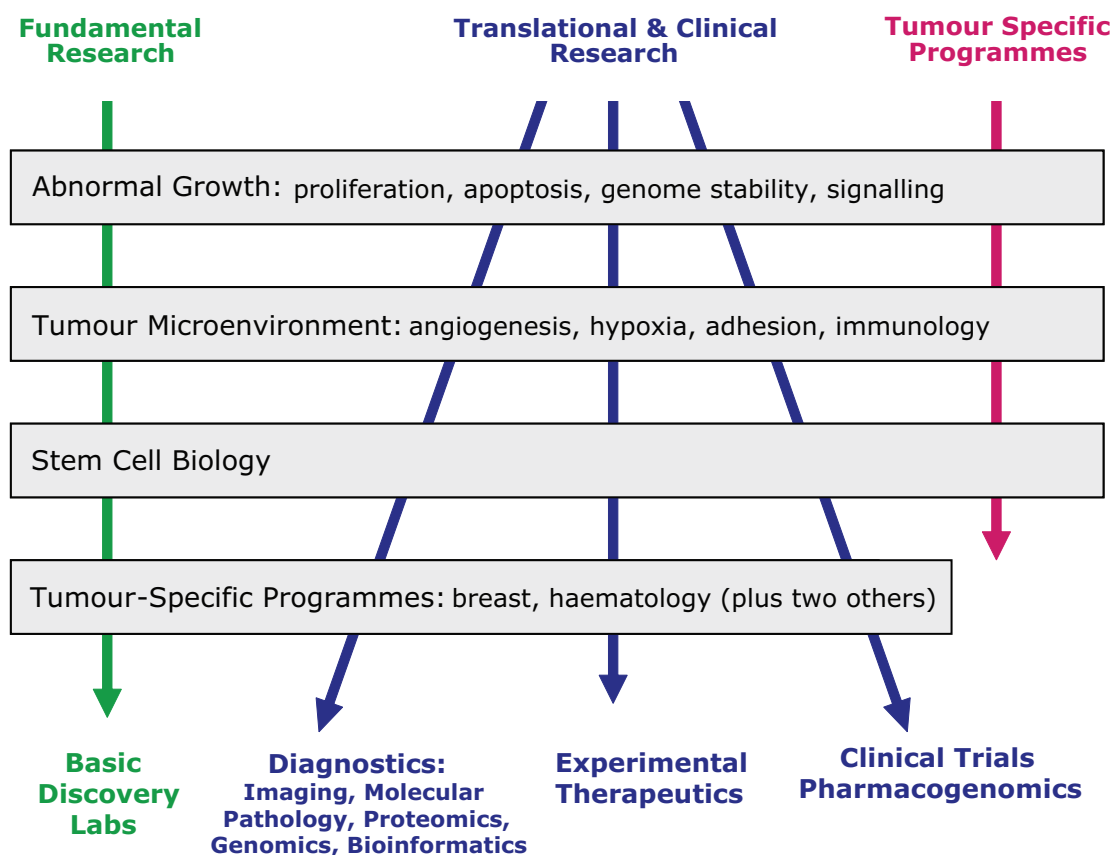 Fundamental
Research
Translational & Clinical
Research
Tumour Specific
Programmes
Abnormal Growth: proliferation, apoptosis, genome stability, signalling
Tumour Microenvironment: angiogenesis, hypoxia, adhesion, immunology
Stem Cell Biology
Tumour-Specific Programmes: breast, haematology (plus two others)
Basic
Discovery
Labs
Diagnostics:
Imaging, Molecular
Pathology, Proteomics,
Genomics, Bioinformatics
Experimental
Therapeutics
Clinical Trials
Pharmacogenomics